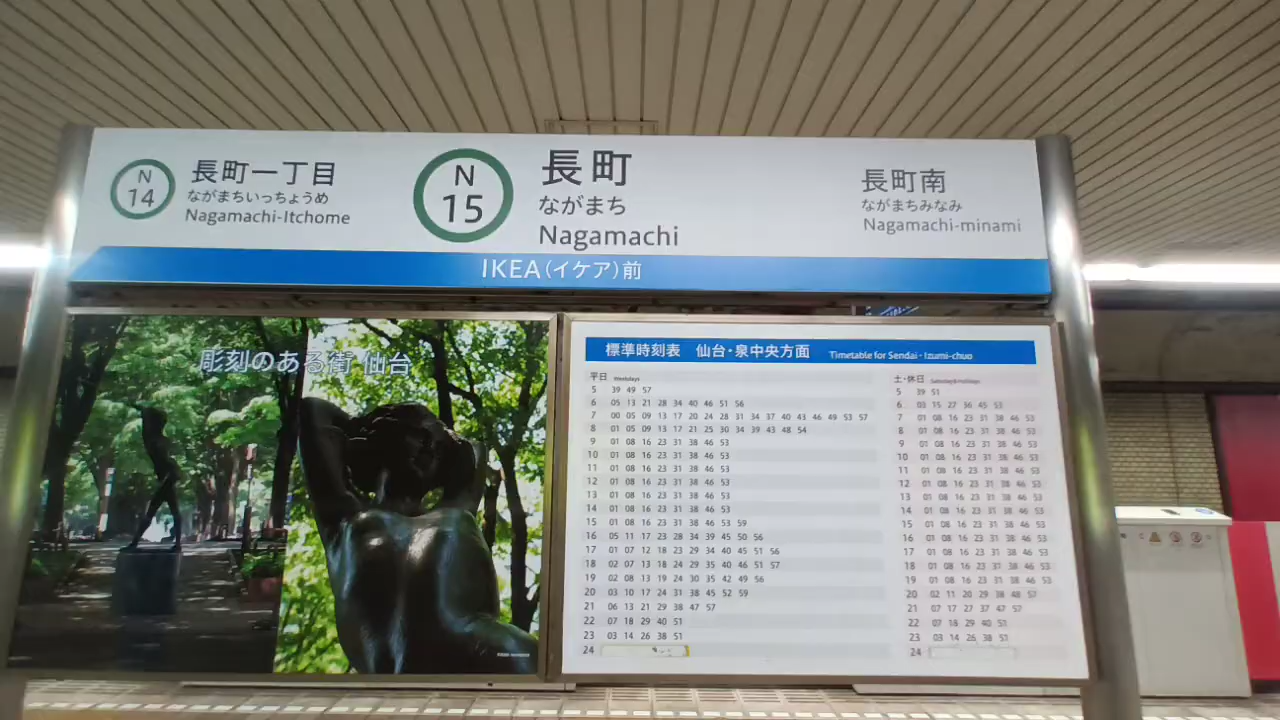 N
14
長町一丁目
ながまちいっちょうめ
Nagamachi-Itchome
N
15
長町
ながまち
Nagamachi
長町南
ながまちみなみ
Nagamachi-minami
IKEA(イケア)前
彫刻のある街 仙台
標準時刻表 仙台・泉中央方面 Timetable for Sendai・Izumi-chuo
平日 Weekdays
5 39 49 57
6 05 13 21 28 34 40 46 51 56
7 00 05 09 13 17 20 24 28 31 34 37 40 43 46 49 53 57
8 01 05 09 13 17 21 25 30 34 39 43 48 54
9 01 08 16 23 31 38 46 53
10 01 08 16 23 31 38 46 53
11 01 08 16 23 31 38 46 53
12 01 08 16 23 31 38 46 53
13 01 08 16 23 31 38 46 53
14 01 08 16 23 31 38 46 53
15 01 08 16 23 31 38 46 53 59
16 05 11 17 23 28 34 39 45 50 56
17 01 07 12 18 23 29 34 40 45 51 56
18 02 07 13 18 24 29 35 40 46 51 57
19 02 08 13 19 24 30 35 42 49 56
20 03 10 17 24 31 38 45 52 59
21 06 13 21 29 38 47 57
22 07 18 29 40 51
23 03 14 26 38 51
24
土・休日 Saturdays・Holidays
5 39 51
6 03 15 27 36 45 53
7 01 08 16 23 31 38 46 53
8 01 08 16 23 31 38 46 53
9 01 08 16 23 31 38 46 53
10 01 08 16 23 31 38 46 53
11 01 08 16 23 31 38 46 53
12 01 08 16 23 31 38 46 53
13 01 08 16 23 31 38 46 53
14 01 08 16 23 31 38 46 53
15 01 08 16 23 31 38 46 53
16 01 08 16 23 31 38 46 53
17 01 08 16 23 31 38 46 53
18 01 08 16 23 31 38 46 53
19 01 08 16 23 31 38 46 53
20 02 11 20 29 38 48 57
21 07 17 27 37 47 57
22 07 18 29 40 51
23 03 14 26 38 51
24